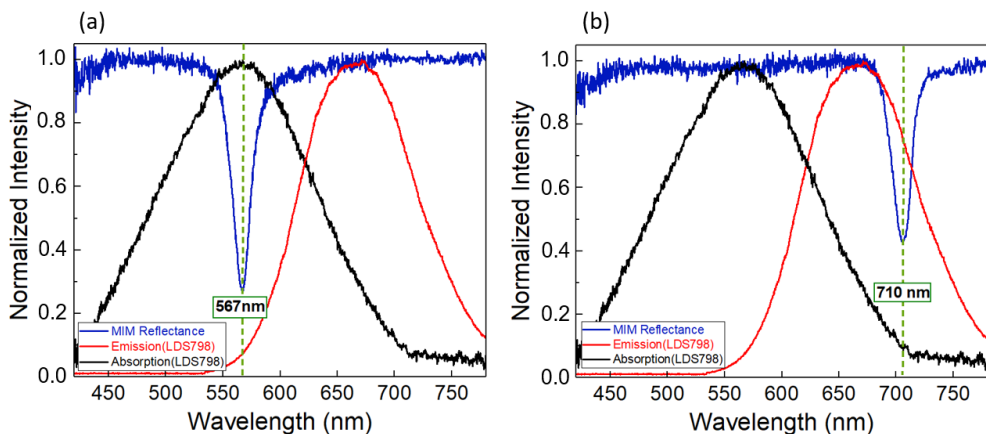 (a)
Normalized Intensity
1.0
0.8
0.6
0.4
0.2
0.0
567nm
MIM Reflectance
Emission(LDS798)
Absorption(LDS798)
450 500 550 600 650 700 750
Wavelength (nm)
(b)
Normalized Intensity
1.0
0.8
0.6
0.4
0.2
0.0
710 nm
MIM Reflectance
Emission(LDS798)
Absorption(LDS798)
450 500 550 600 650 700 750
Wavelength (nm)